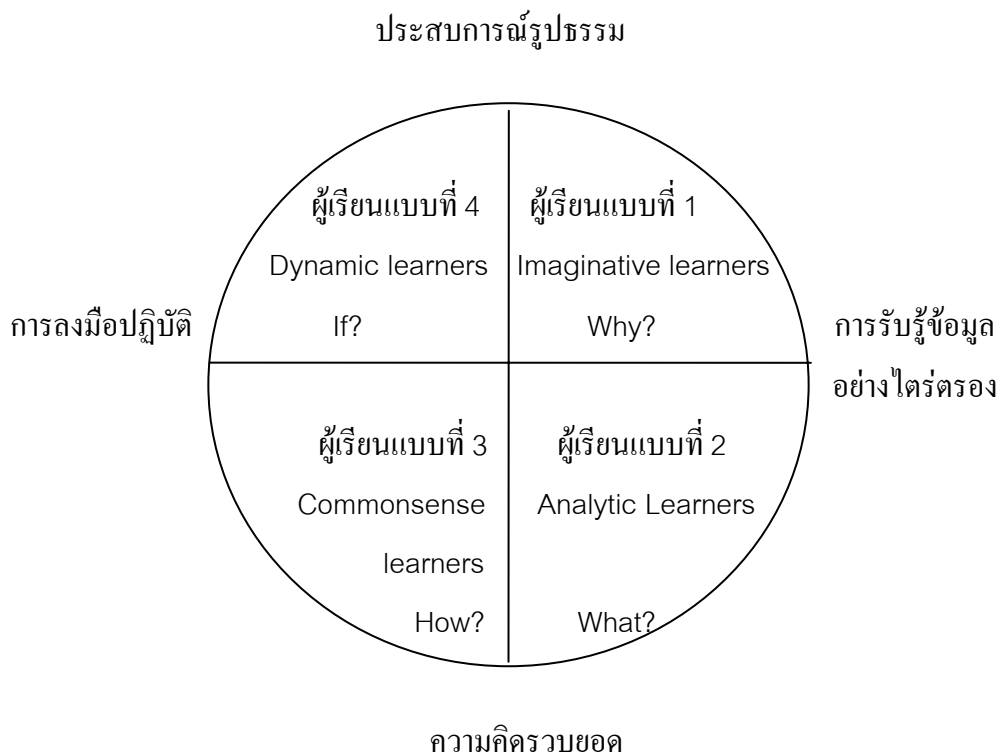 ประสบการณ์รูปธรรม
ผู้เรียนแบบที่ 4
Dynamic learners
If?
ผู้เรียนแบบที่ 1
Imaginative learners
Why?
การลงมือปฏิบัติ
การรับรู้ข้อมูล
อย่างไตร่ตรอง
ผู้เรียนแบบที่ 3
Commonsense
learners
How?
ผู้เรียนแบบที่ 2
Analytic Learners
What?
ความคิดรวบยอด